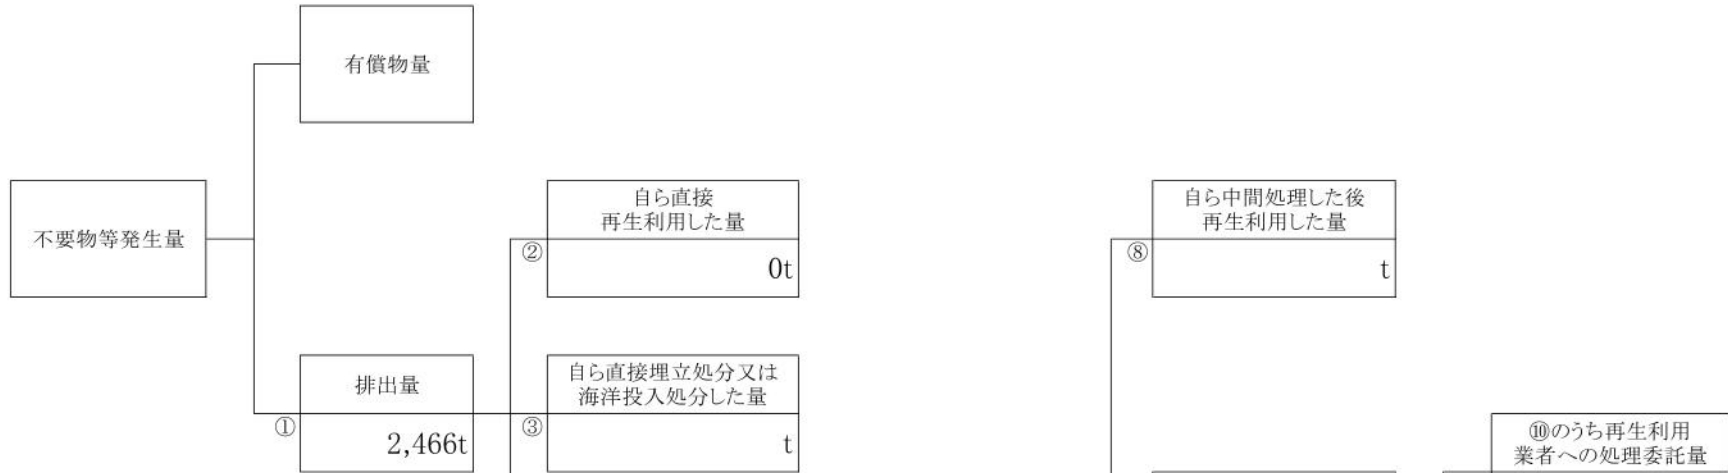 有償物量
不要物等発生量
自ら直接
再生利用した量
②
0t
自ら中間処理した後
再生利用した量
⑧
t
排出量
①
2,466t
自ら直接埋立処分又は
海洋投入処分した量
③
t
⑩のうち再生利用
業者への処理委託量